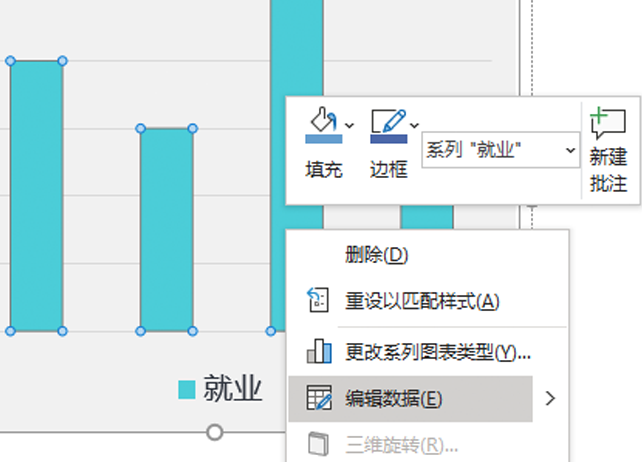 填充
边框
系列 "就业"
新建
批注
删除(D)
重设以匹配样式(A)
更改系列图表类型(Y)...
就业
编辑数据(E)
三维旋转(R)...